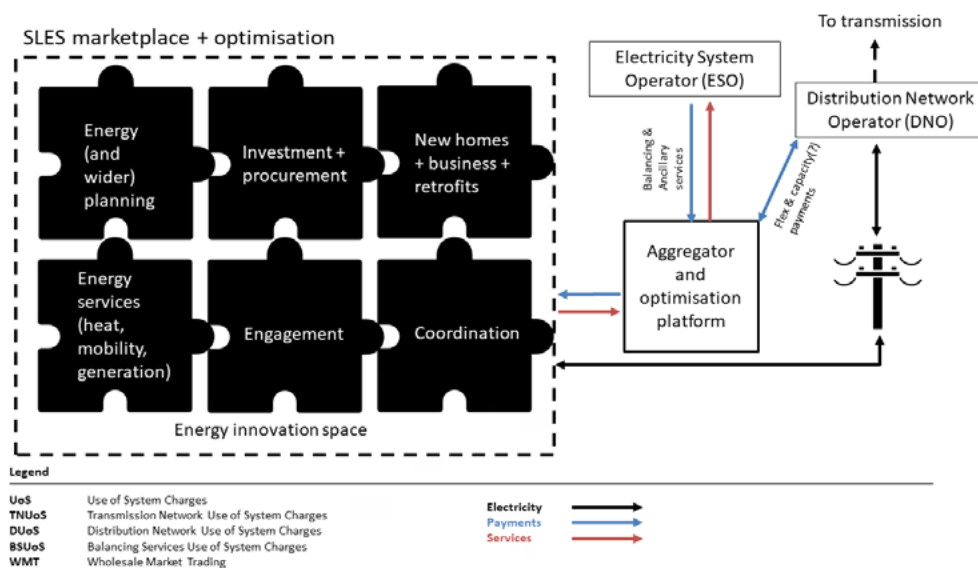 SLES marketplace + optimisation
Energy
(and
wider)
planning
Investment +
procurement
New homes
+ business +
retrofits
Energy
services
(heat,
mobility,
generation)
Engagement
Coordination
Energy innovation space
Electricity System
Operator (ESO)
To transmission
Distribution Network
Operator (DNO)
Balancing &
Ancillary
services
Flex & capacity(?)
payments
Aggregator
and
optimisation
platform
Legend
UoS Use of System Charges
TNUoS Transmission Network Use of System Charges
DUoS Distribution Network Use of System Charges
BSUoS Balancing Services Use of System Charges
WMT Wholesale Market Trading
Electricity
Payments
Services